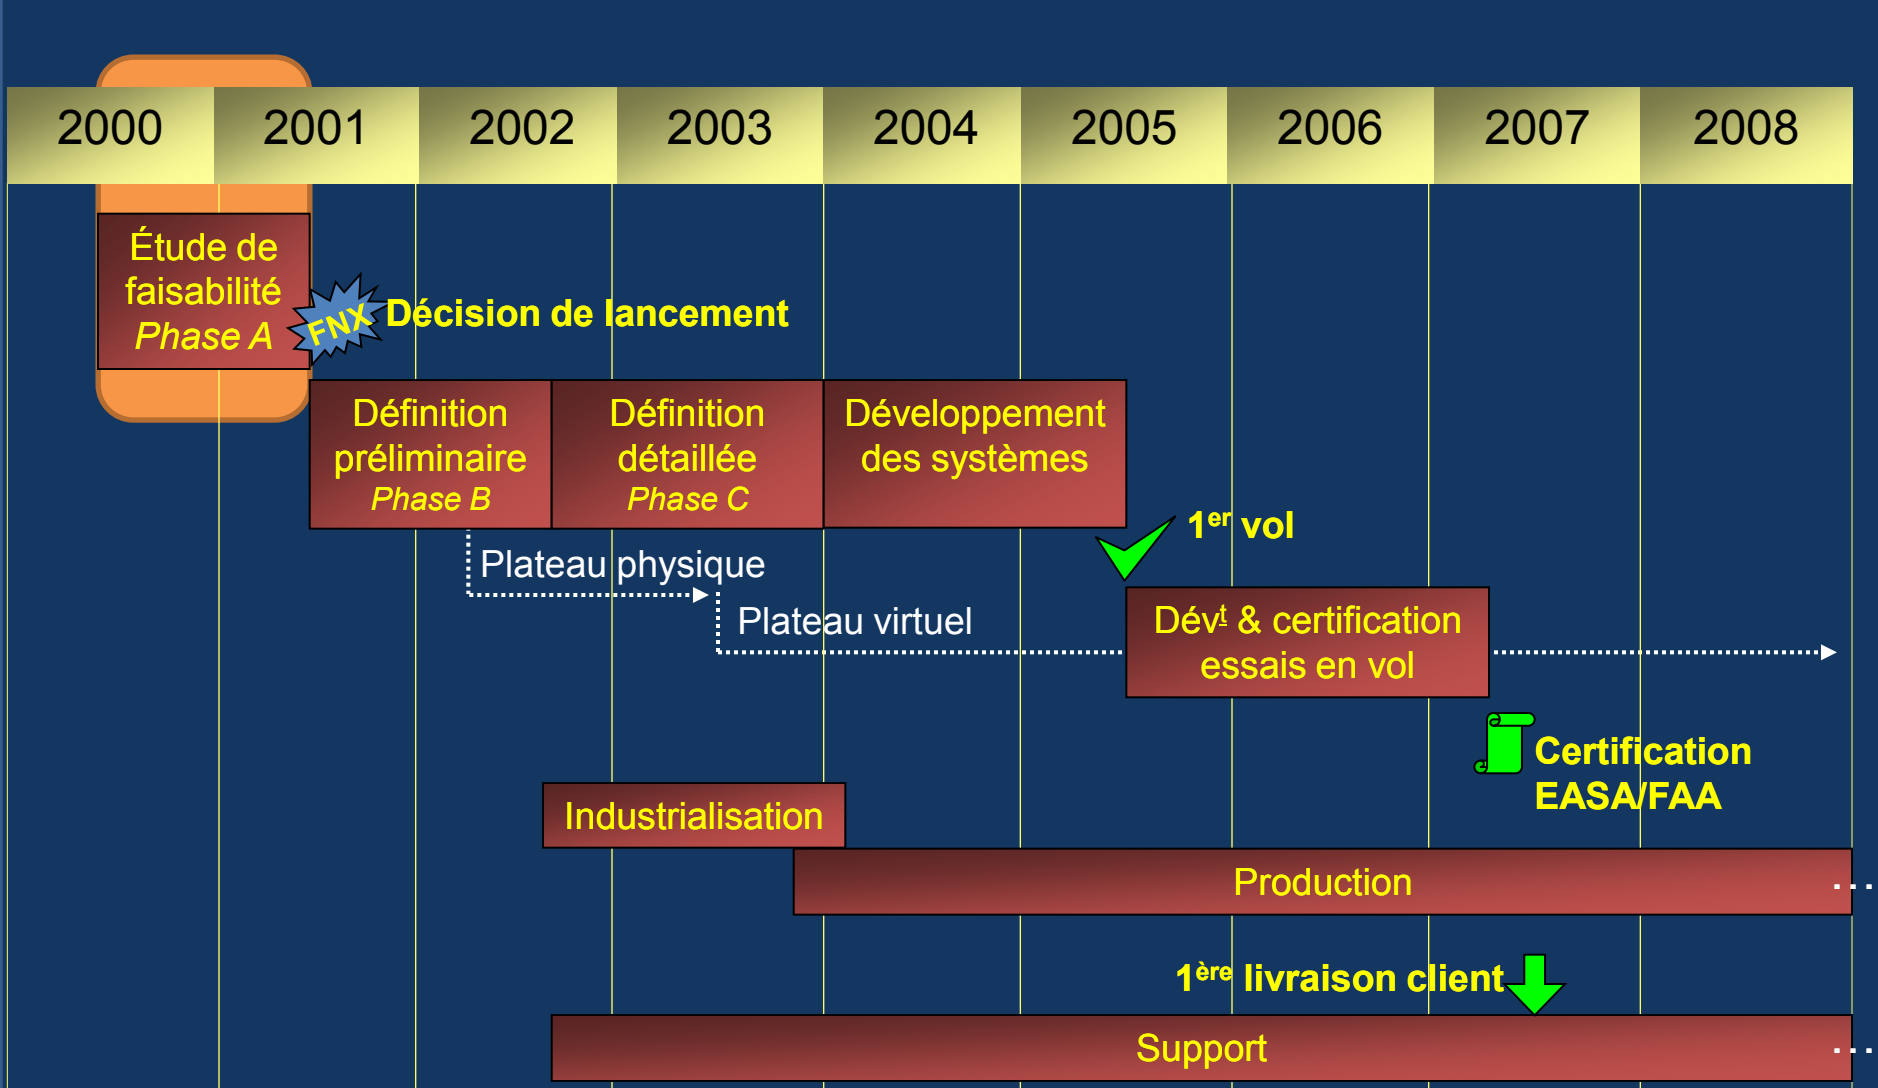 2000 2001 2002 2003 2004 2005 2006 2007 2008
Étude de
faisabilité
Phase A
FNX
Décision de lancement
Définition
préliminaire
Phase B
Définition
détaillée
Phase C
Développement
des systèmes
1er vol
Plateau physique
Plateau virtuel
Dévt & certification
essais en vol
Certification
EASA/FAA
Industrialisation
Production
...
1ère livraison client
Support
...